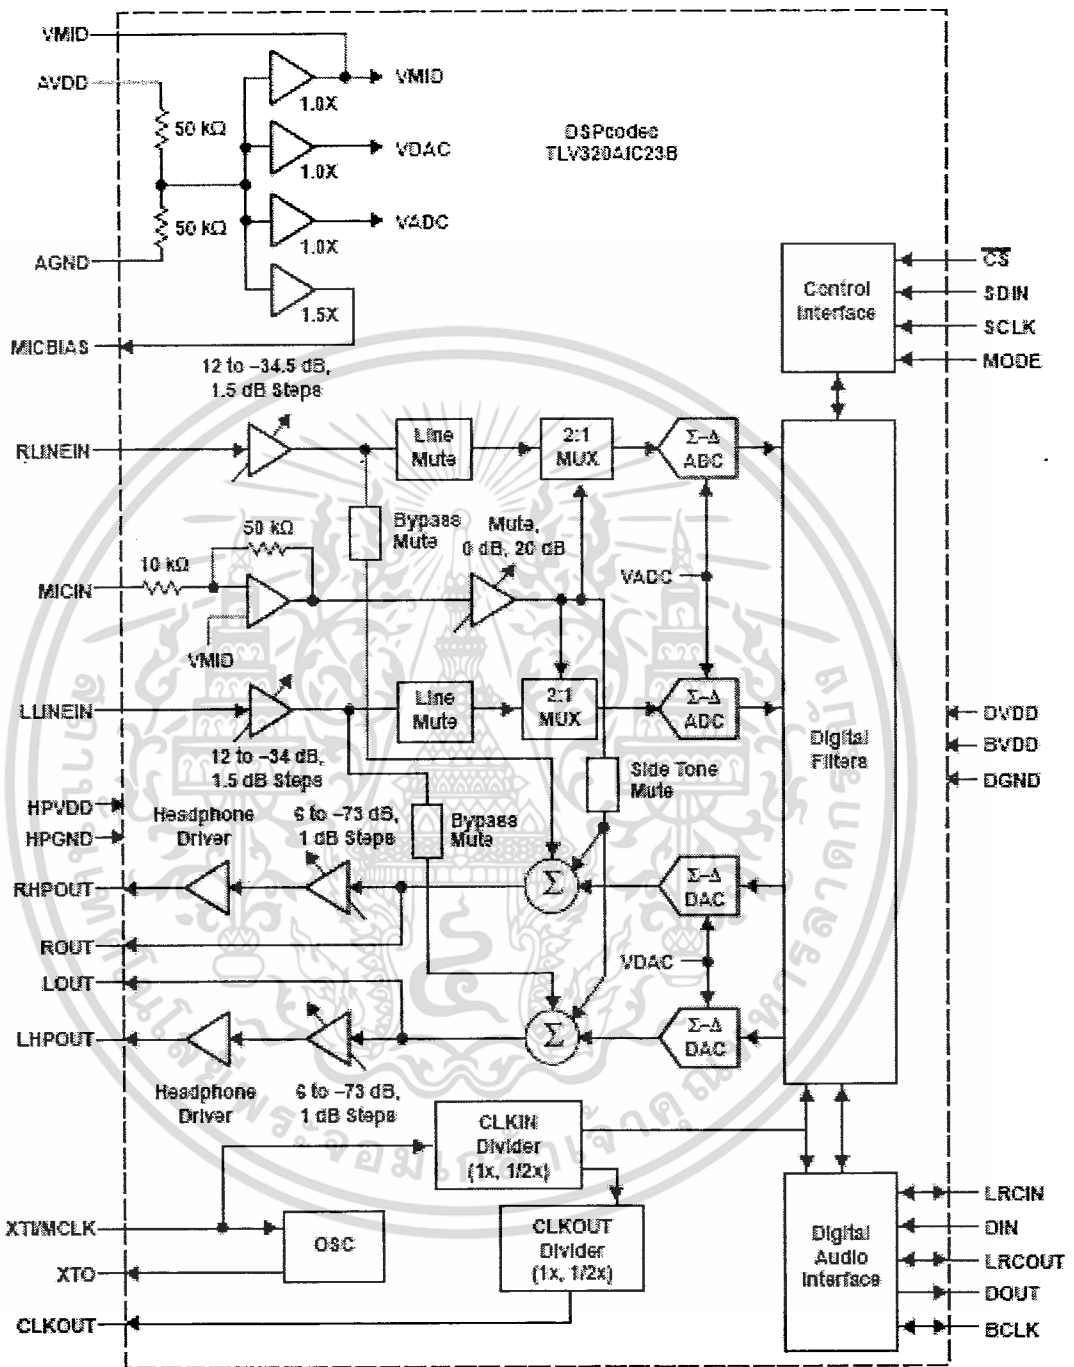 VMID
AVDD
50 kΩ
50 kΩ
AGND
MICBIAS
1.0X
VMID
1.0X
VDAC
1.0X
VADC
1.5X
DSPcodec
TLV320AIC23B
Control
Interface
CS
SDIN
SCLK
MODE
12 to –34.5 dB,
1.5 dB Steps
RLINEIN
Line
Mute
2:1
MUX
Σ–Δ
ADC
Bypass
Mute
Mute,
0 dB, 20 dB
50 kΩ
10 kΩ
MICIN
VMID
VADC
LLINEIN
Line
Mute
2:1
MUX
Σ–Δ
ADC
12 to –34 dB,
1.5 dB Steps
Side Tone
Mute
Digital
Filters
DVDD
BVDD
DGND
HPVDD
HPGND
Headphone
Driver
6 to –73 dB,
1 dB Steps
Bypass
Mute
RHPOUT
Σ
Σ–Δ
DAC
ROUT
LOUT
VDAC
LHPOUT
Σ
Σ–Δ
DAC
Headphone
Driver
6 to –73 dB,
1 dB Steps
CLKIN
Divider
(1x, 1/2x)
XTI/MCLK
OSC
XTO
CLKOUT
Divider
(1x, 1/2x)
CLKOUT
Digital
Audio
Interface
LRCIN
DIN
LRCOUT
DOUT
BCLK